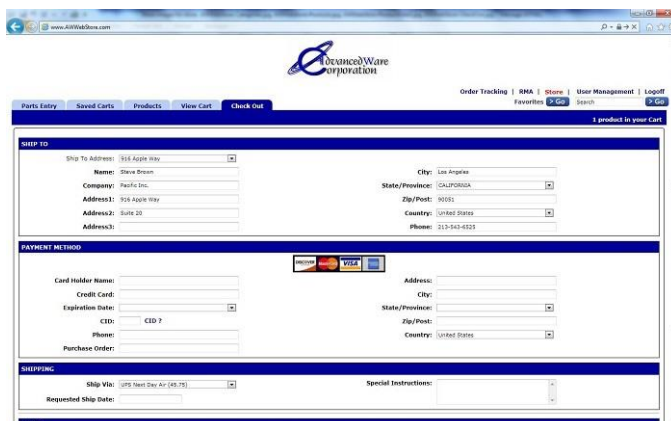 www.AWWebStore.com
AdvancedWare
Corporation
Order Tracking | RMA | Store | User Management | Logoff
Favorites > Go Search > Go
Parts Entry Saved Carts Products View Cart Check Out
1 product in your Cart
SHIP TO
Ship To Address: 916 Apple Way
Name: Steve Brown City: Los Angeles
Company: Pacific Inc. State/Province: CALIFORNIA
Address1: 916 Apple Way Zip/Post: 90051
Address2: Suite 20 Country: United States
Address3: Phone: 213-543-6525
PAYMENT METHOD
DISCOVER MasterCard VISA
Card Holder Name: Address:
Credit Card: City:
Expiration Date: State/Province:
CID: CID ? Zip/Post:
Phone: Country: United States
Purchase Order:
SHIPPING
Ship Via: UPS Next Day Air (45.75) Special Instructions:
Requested Ship Date: